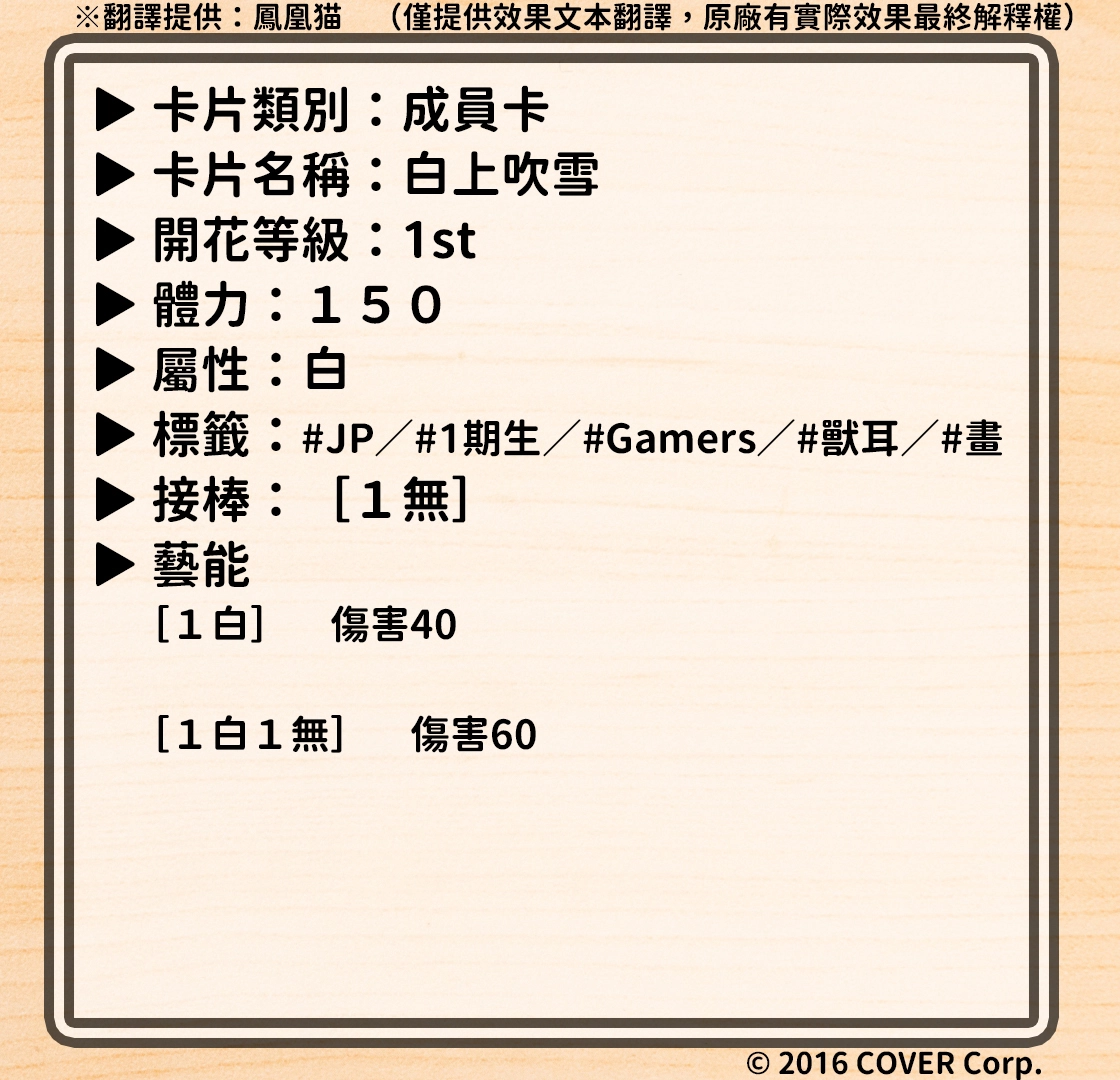 ※翻譯提供：鳳凰猫　（僅提供效果文本翻譯，原廠有實際效果最終解釋權）
▶ 卡片類別：成員卡
▶ 卡片名稱：白上吹雪
▶ 開花等級：1st
▶ 體力：１５０
▶ 屬性：白
▶ 標籤：#JP／#1期生／#Gamers／#獸耳／#畫
▶ 接棒：［１無］
▶ 藝能
［１白］　傷害40
［１白１無］　傷害60
© 2016 COVER Corp.